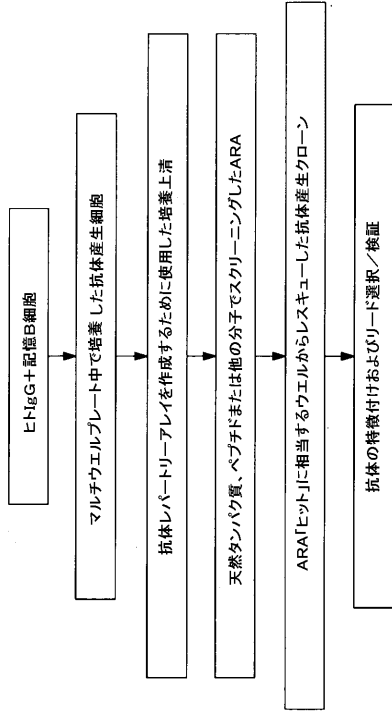 ヒトIgG+記憶B細胞
マルチウエルプレート中で培養 した抗体産生細胞
抗体レパートリーアレイを作成するために使用した培養上清
天然タンパク質、ペプチドまたは他の分子でスクリーニングしたARA
ARA「ヒット」に相当するウエルからレスキューした抗体産生クローン
抗体の特徴付けおよびリード選択/検証